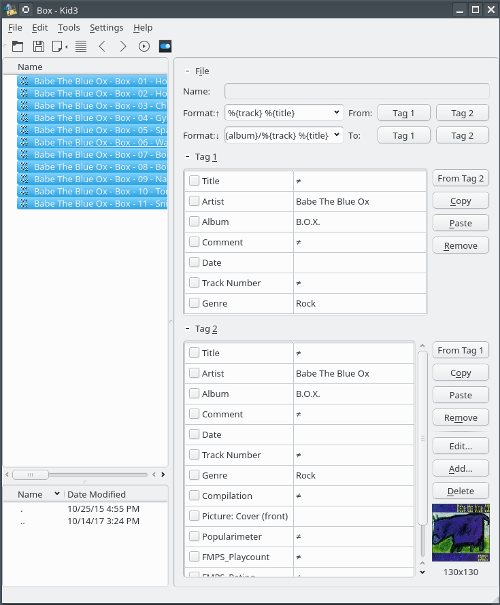 Box - Kid3
File Edit Tools Settings Help
Name
Babe The Blue Ox - Box - 01 - Ho
Babe The Blue Ox - Box - 02 - Ho
Babe The Blue Ox - Box - 03 - Ch
Babe The Blue Ox - Box - 04 - Gy
Babe The Blue Ox - Box - 05 - Sp
Babe The Blue Ox - Box - 06 - Wa
Babe The Blue Ox - Box - 07 - Bo
Babe The Blue Ox - Box - 08 - Bo
Babe The Blue Ox - Box - 09 - Na
Babe The Blue Ox - Box - 10 - To
Babe The Blue Ox - Box - 11 - Sn
Name Date Modified
. 10/25/15 4:55 PM
.. 10/14/17 3:24 PM
File
Name:
Format:↑ %{track} %{title} From: Tag 1 Tag 2
Format:↓ {album}/%{track} %{title} To: Tag 1 Tag 2
Tag 1
Title ≠
Artist Babe The Blue Ox
Album B.O.X.
Comment ≠
Date
Track Number ≠
Genre Rock
From Tag 2
Copy
Paste
Remove
Tag 2
Title ≠
Artist Babe The Blue Ox
Album B.O.X.
Comment ≠
Date
Track Number ≠
Genre Rock
Compilation ≠
Picture: Cover (front)
Popularimeter ≠
FMPS_Playcount ≠
FMPS_Rating
From Tag 1
Copy
Paste
Remove
Edit...
Add...
Delete
130x130